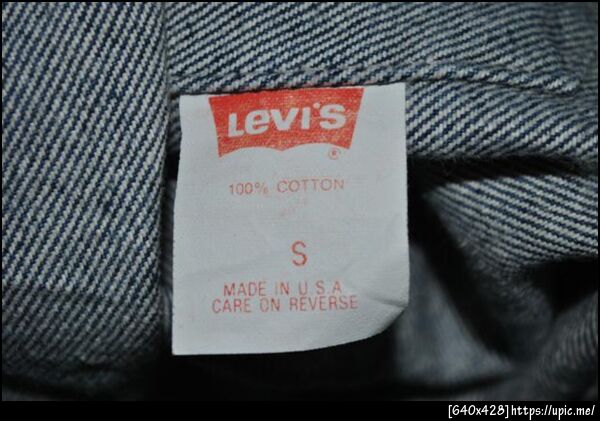 Levi's
®
100% COTTON
S
MADE IN U.S.A
CARE ON REVERSE
[640x428]https://upic.me/